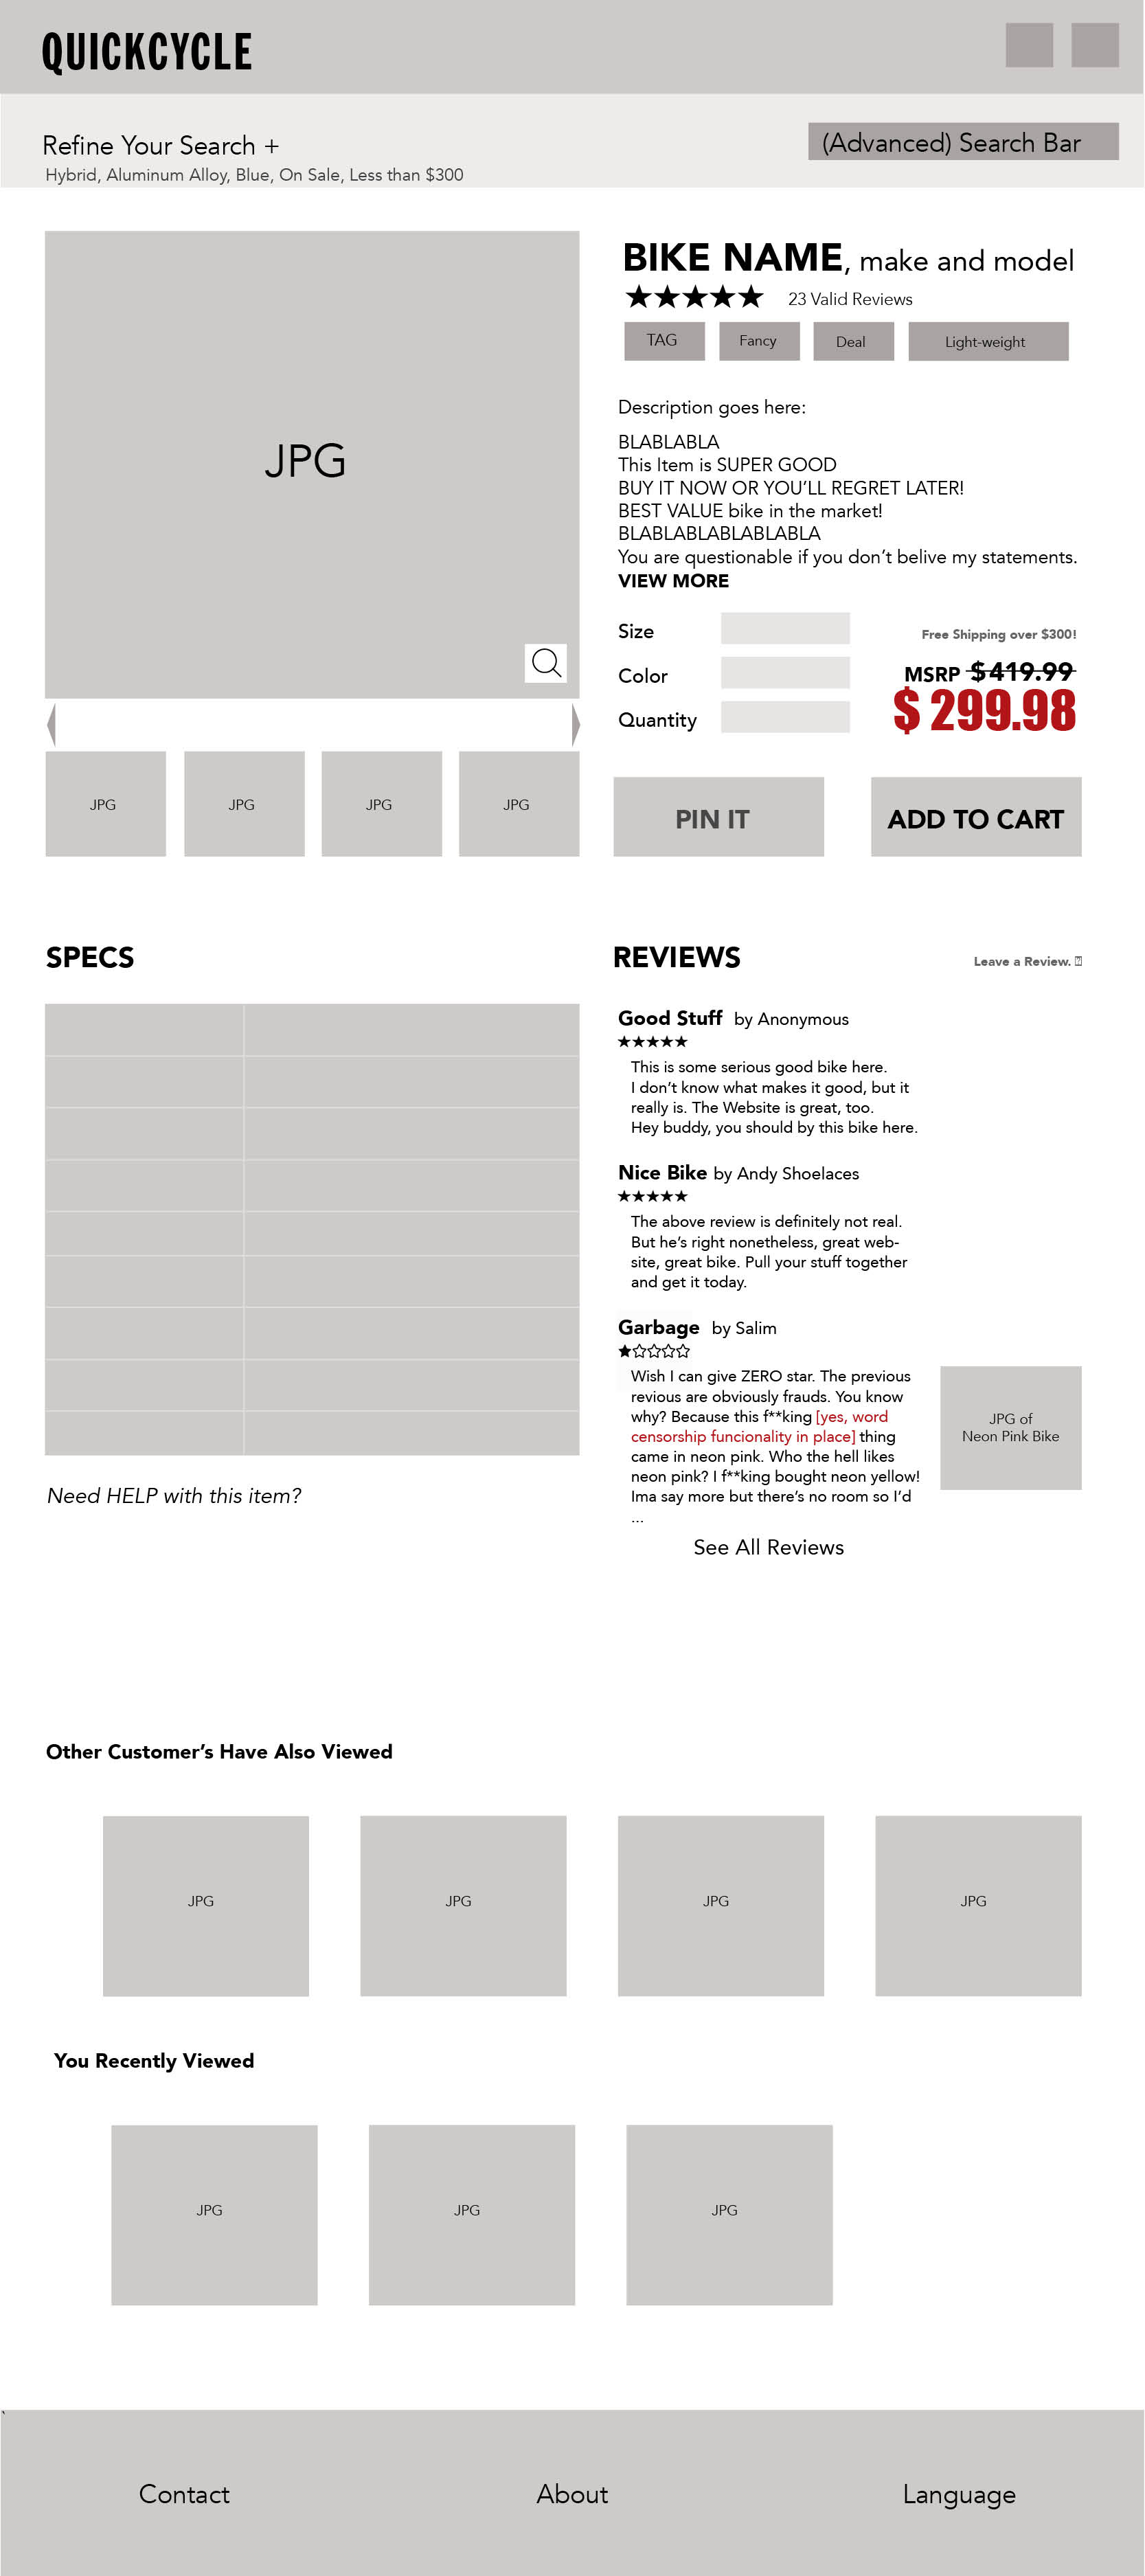 QUICKCYCLE
Refine Your Search +
(Advanced) Search Bar
Hybrid, Aluminum Alloy, Blue, On Sale, Less than $300
JPG
BIKE NAME, make and model
★★★★★ 23 Valid Reviews
TAG Fancy Deal Light-weight
Description goes here:
BLABLABLA
This Item is SUPER GOOD
BUY IT NOW OR YOU’LL REGRET LATER!
BEST VALUE bike in the market!
BLABLABLABLABLABLA
You are questionable if you don’t belive my statements.
VIEW MORE
Size
Color
Quantity
Free Shipping over $300!
MSRP $419.99
$ 299.98
JPG JPG JPG JPG
PIN IT ADD TO CART
SPECS
Need HELP with this item?
REVIEWS
Leave a Review.
Good Stuff by Anonymous
★★★★★
This is some serious good bike here.
I don’t know what makes it good, but it
really is. The Website is great, too.
Hey buddy, you should by this bike here.
Nice Bike by Andy Shoelaces
★★★★★
The above review is definitely not real.
But he’s right nonetheless, great web-
site, great bike. Pull your stuff together
and get it today.
Garbage by Salim
★☆☆☆☆
Wish I can give ZERO star. The previous
revious are obviously frauds. You know
why? Because this f**king [yes, word
censorship funcionality in place] thing
came in neon pink. Who the hell likes
neon pink? I f**king bought neon yellow!
Ima say more but there’s no room so I’d
...
JPG of
Neon Pink Bike
See All Reviews
Other Customer’s Have Also Viewed
JPG JPG JPG JPG
You Recently Viewed
JPG JPG JPG
`
Contact About Language